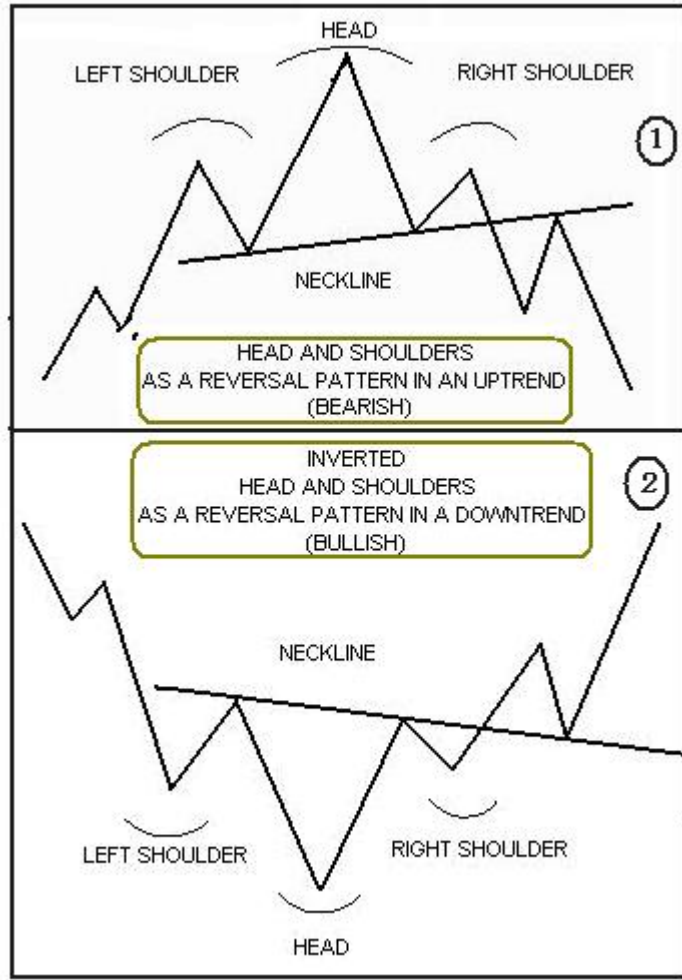 HEAD
LEFT SHOULDER
RIGHT SHOULDER
1
NECKLINE
HEAD AND SHOULDERS
AS A REVERSAL PATTERN IN AN UPTREND
(BEARISH)
INVERTED
HEAD AND SHOULDERS
AS A REVERSAL PATTERN IN A DOWNTREND
(BULLISH)
2
NECKLINE
LEFT SHOULDER
RIGHT SHOULDER
HEAD